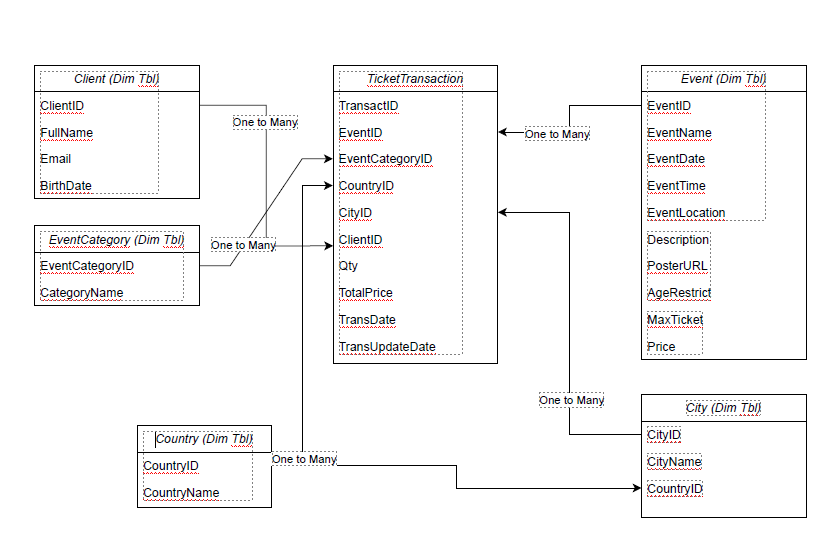 Client (Dim Tbl)
ClientID
FullName
Email
BirthDate
EventCategory (Dim Tbl)
EventCategoryID
CategoryName
One to Many
One to Many
TicketTransaction
TransactID
EventID
EventCategoryID
CountryID
CityID
ClientID
Qty
TotalPrice
TransDate
TransUpdateDate
One to Many
Event (Dim Tbl)
EventID
EventName
EventDate
EventTime
EventLocation
Description
PosterURL
AgeRestrict
MaxTicket
Price
Country (Dim Tbl)
CountryID
CountryName
One to Many
One to Many
City (Dim Tbl)
CityID
CityName
CountryID